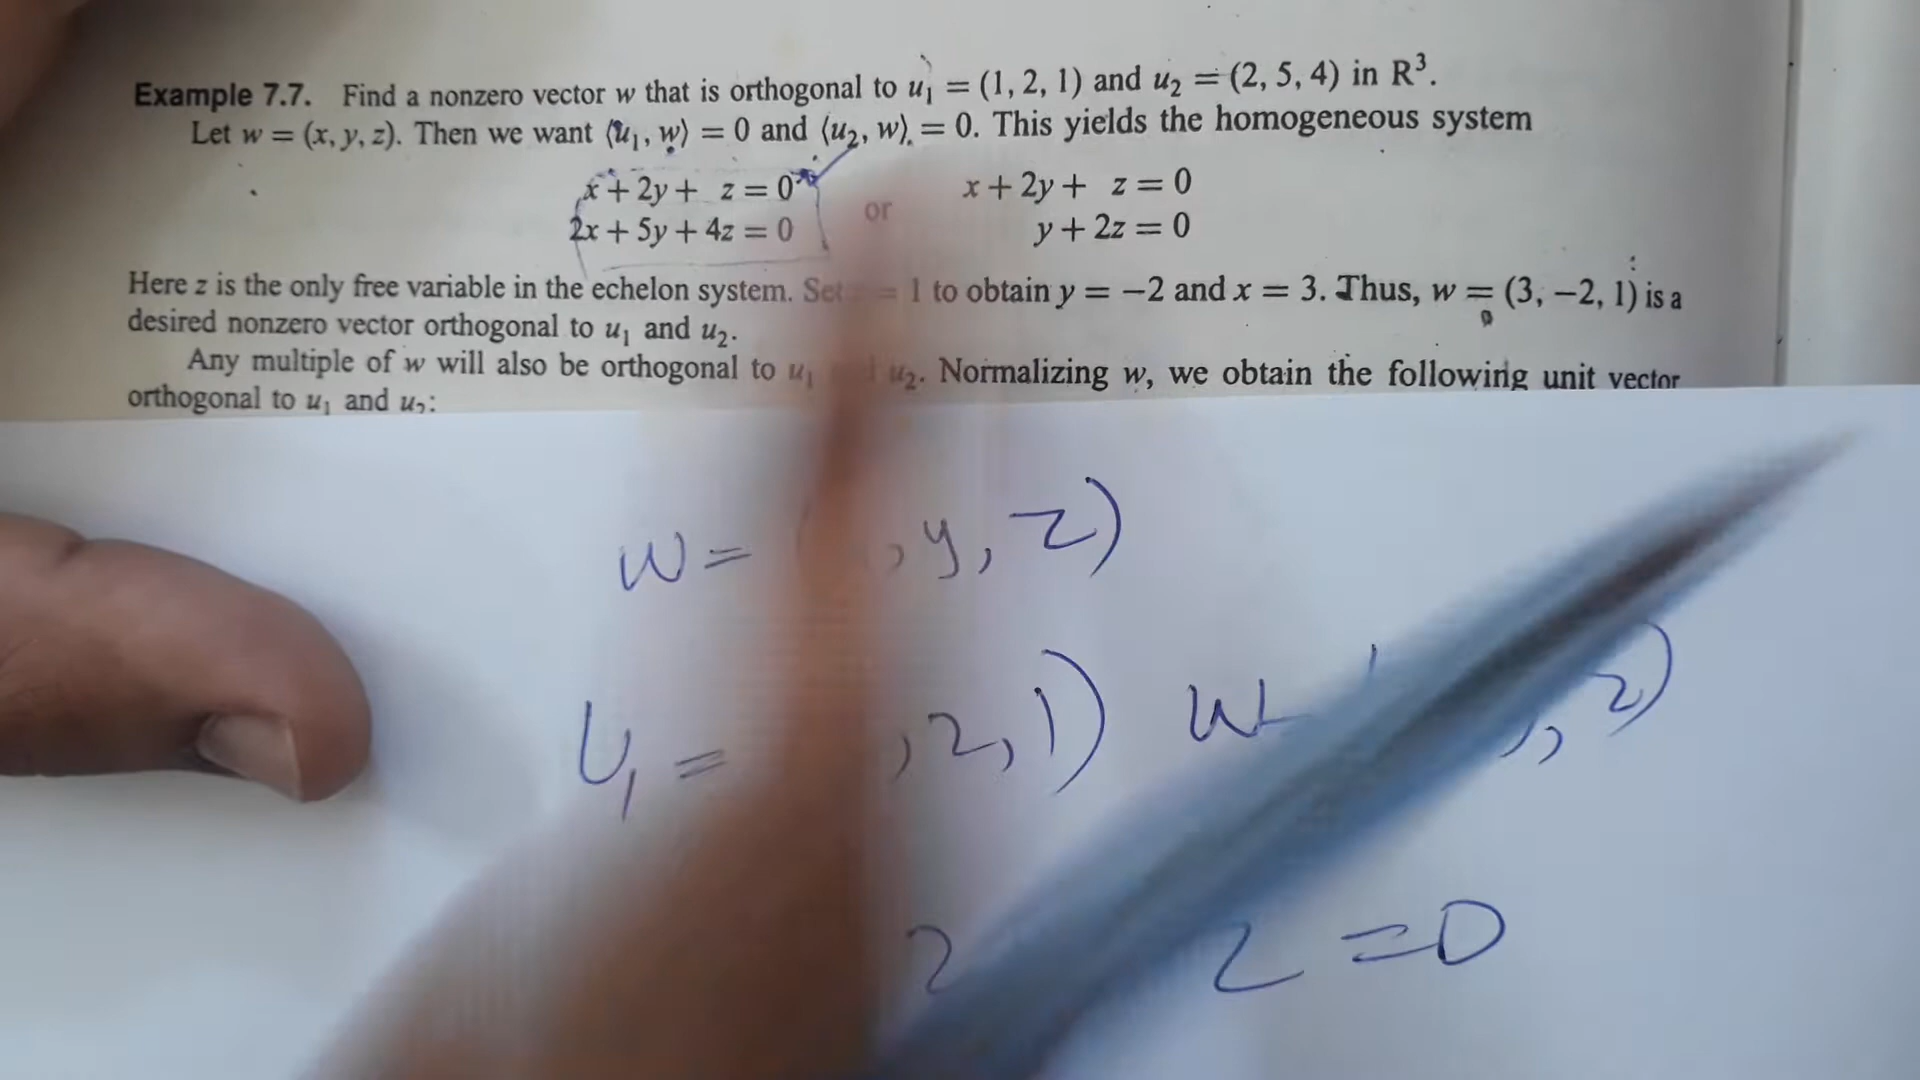 Example 7.7. Find a nonzero vector w that is orthogonal to u₁ = (1, 2, 1) and u₂ = (2, 5, 4) in R³.
Let w = (x, y, z). Then we want ⟨u₁, w⟩ = 0 and ⟨u₂, w⟩ = 0. This yields the homogeneous system
x + 2y + z = 0 or x + 2y + z = 0
2x + 5y + 4z = 0 y + 2z = 0
Here z is the only free variable in the echelon system. Set = 1 to obtain y = −2 and x = 3. Thus, w = (3, −2, 1) is a
desired nonzero vector orthogonal to u₁ and u₂.
Any multiple of w will also be orthogonal to u₁ u₂. Normalizing w, we obtain the following unit vector
orthogonal to u₁ and u₂:
w = , y, z)
u₁ = , 2, 1) w z)
2 z = 0